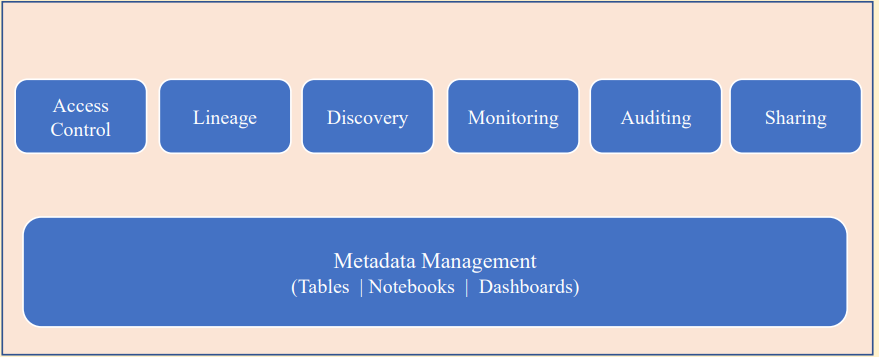 Access
Control
Lineage
Discovery
Monitoring
Auditing
Sharing
Metadata Management
(Tables | Notebooks | Dashboards)